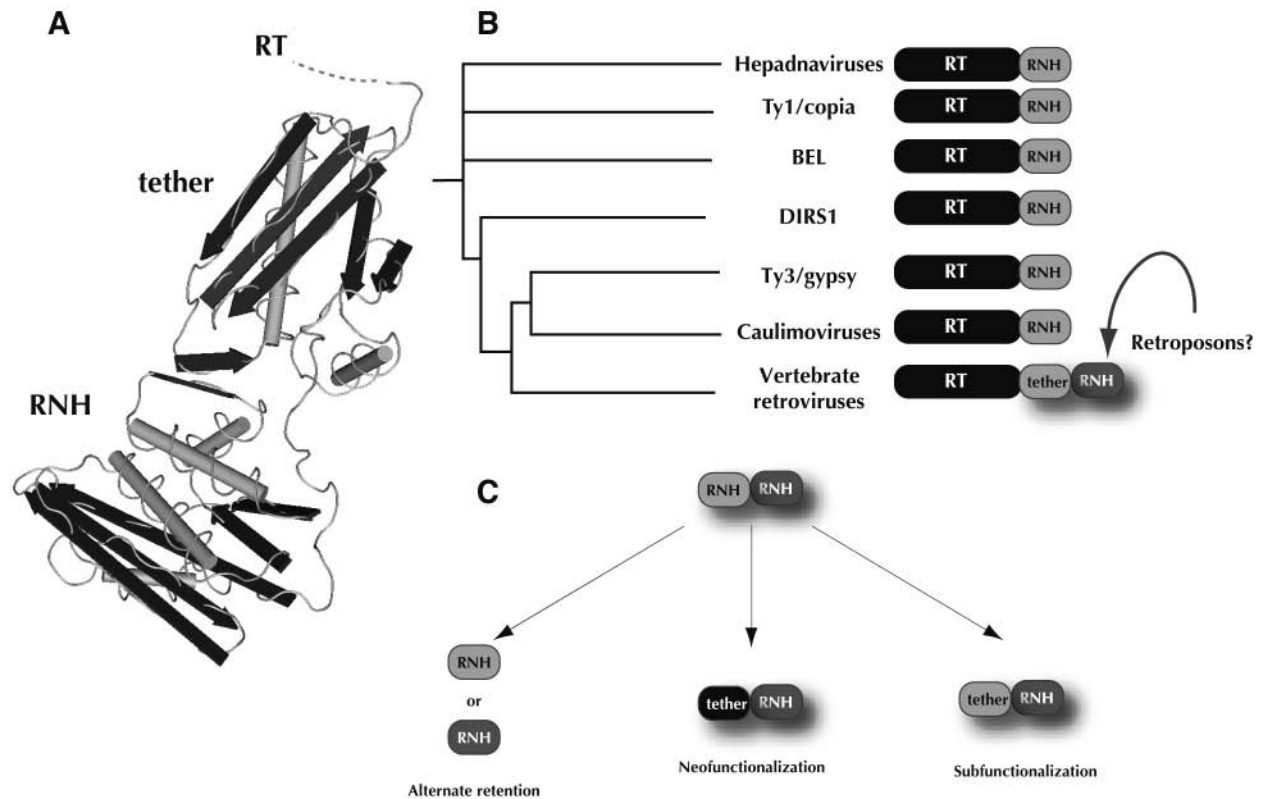 A
RT
tether
RNH
B
Hepadnaviruses RT RNH
Ty1/copia RT RNH
BEL RT RNH
DIRS1 RT RNH
Ty3/gypsy RT RNH
Caulimoviruses RT RNH
Retroposons?
Vertebrate
retroviruses
RT tether RNH
C
RNH RNH
RNH
or
RNH
Alternate retention
tether RNH
Neofunctionalization
tether RNH
Subfunctionalization